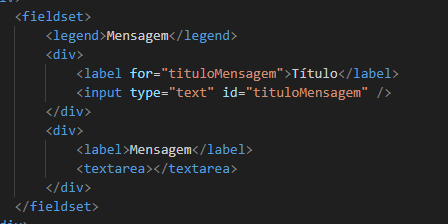 <fieldset>
<legend>Mensagem</legend>
<div>
<label for="tituloMensagem">Título</label>
<input type="text" id="tituloMensagem" />
</div>
<div>
<label>Mensagem</label>
<textarea></textarea>
</div>
</fieldset>